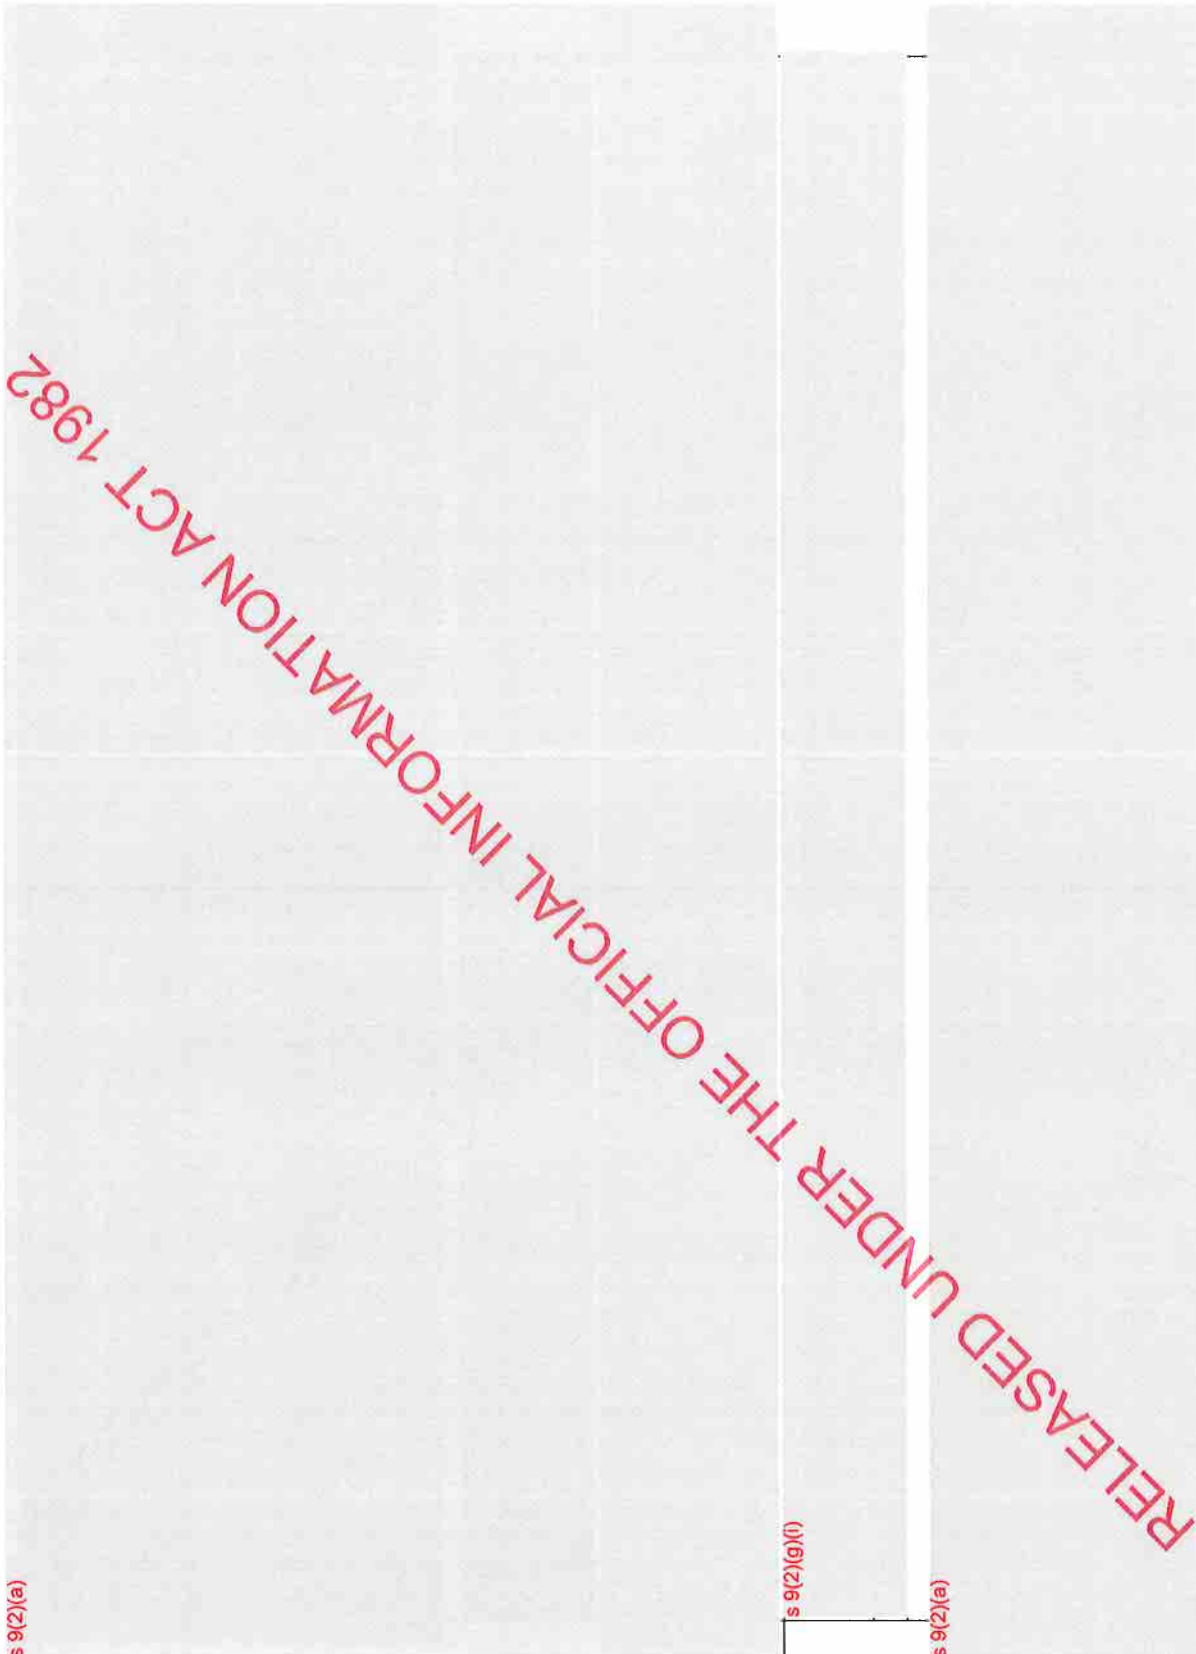 s 9(2)(a)
s 9(2)(g)(i)
s 9(2)(a)
RELEASED UNDER THE OFFICIAL INFORMATION ACT 1982